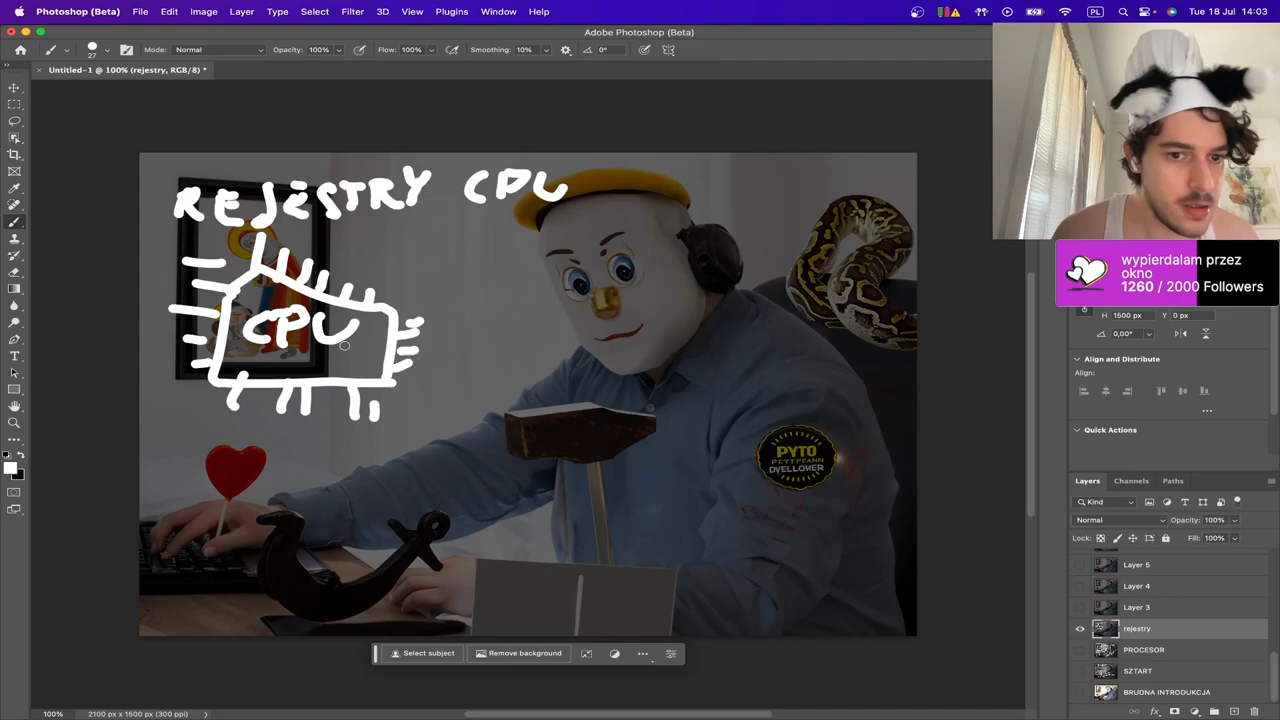 Photoshop (Beta) File Edit Image Layer Type Select Filter 3D View Plugins Window Help PL Tue 18 Jul 14:03
Adobe Photoshop (Beta)
27 Mode: Normal Opacity: 100% Flow: 100% Smoothing: 10% 0°
Untitled-1 @ 100% (rejestry, RGB/8) *
REJESTRY CPU
CPU
PYTO
DVELLOMER
wypierdalam przez
okno
1260 / 2000 Followers
H 1500 px Y 0 px
0,00°
Align and Distribute
Align:
Quick Actions
Layers Channels Paths
Kind
Normal Opacity: 100%
Lock: Fill: 100%
Layer 5
Layer 4
Layer 3
rejestry
PROCESOR
SZTART
BRUDNA INTRODUKCJA
Select subject Remove background
100% 2100 px x 1500 px (300 ppi)